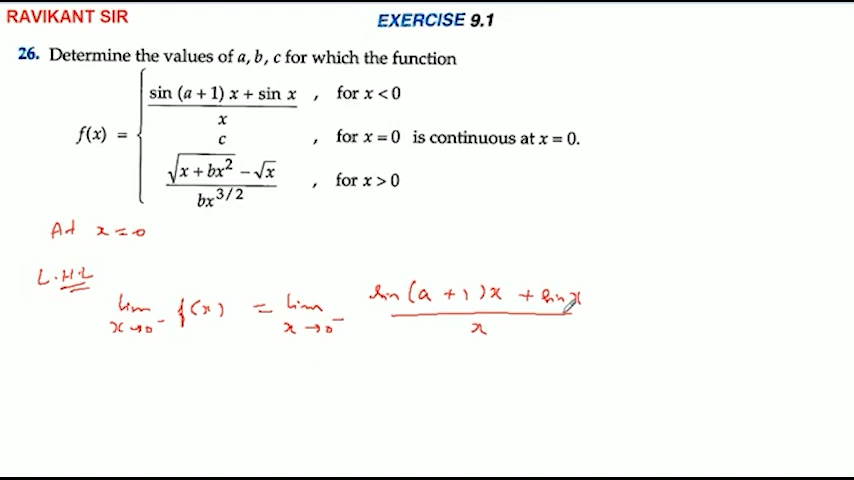 RAVIKANT SIR
EXERCISE 9.1
26. Determine the values of a, b, c for which the function
f(x) = { (sin (a + 1) x + sin x) / x , for x < 0
c , for x = 0 is continuous at x = 0.
(√(x + bx²) − √x) / bx^3/2 , for x > 0
At x = 0
L.H.L
lim x→0⁻ f(x) = lim x→0⁻ (sin(a + 1)x + sin x) / x